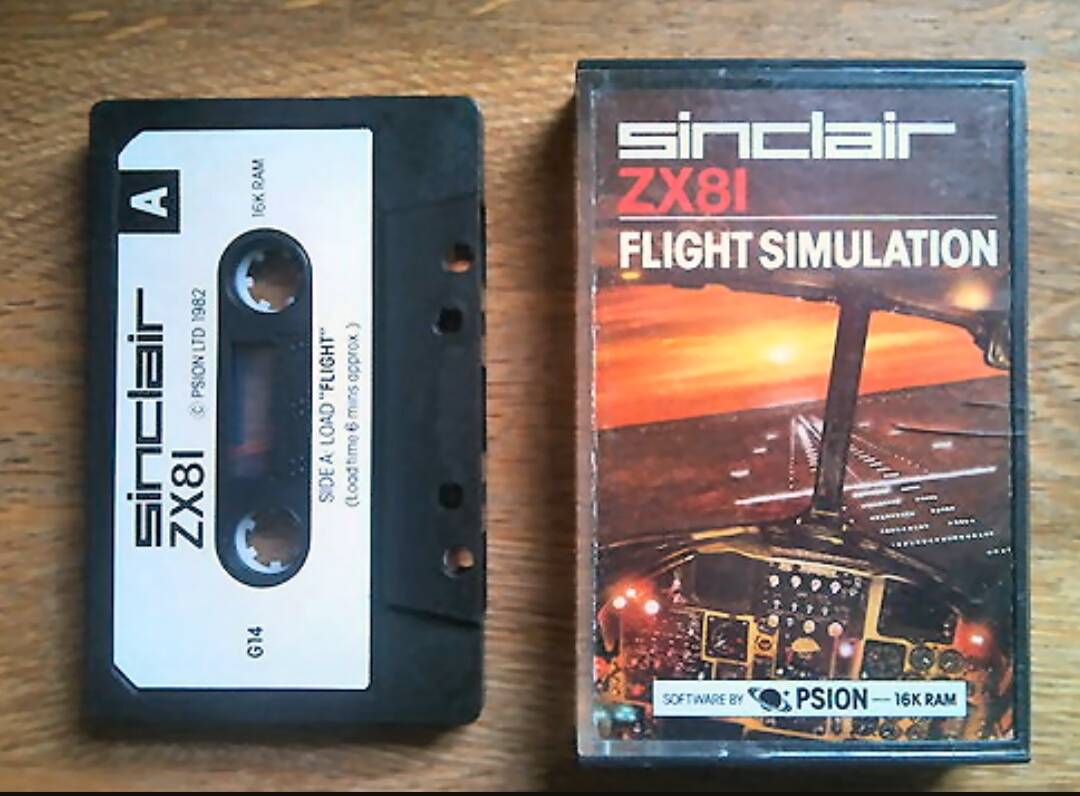 A
16K RAM
sinclair
ZX81
© PSION LTD 1982
SIDE A: LOAD "FLIGHT"
(Load time 6 mins approx.)
G14
sinclair
ZX81
FLIGHT SIMULATION
SOFTWARE BY PSION — 16K RAM